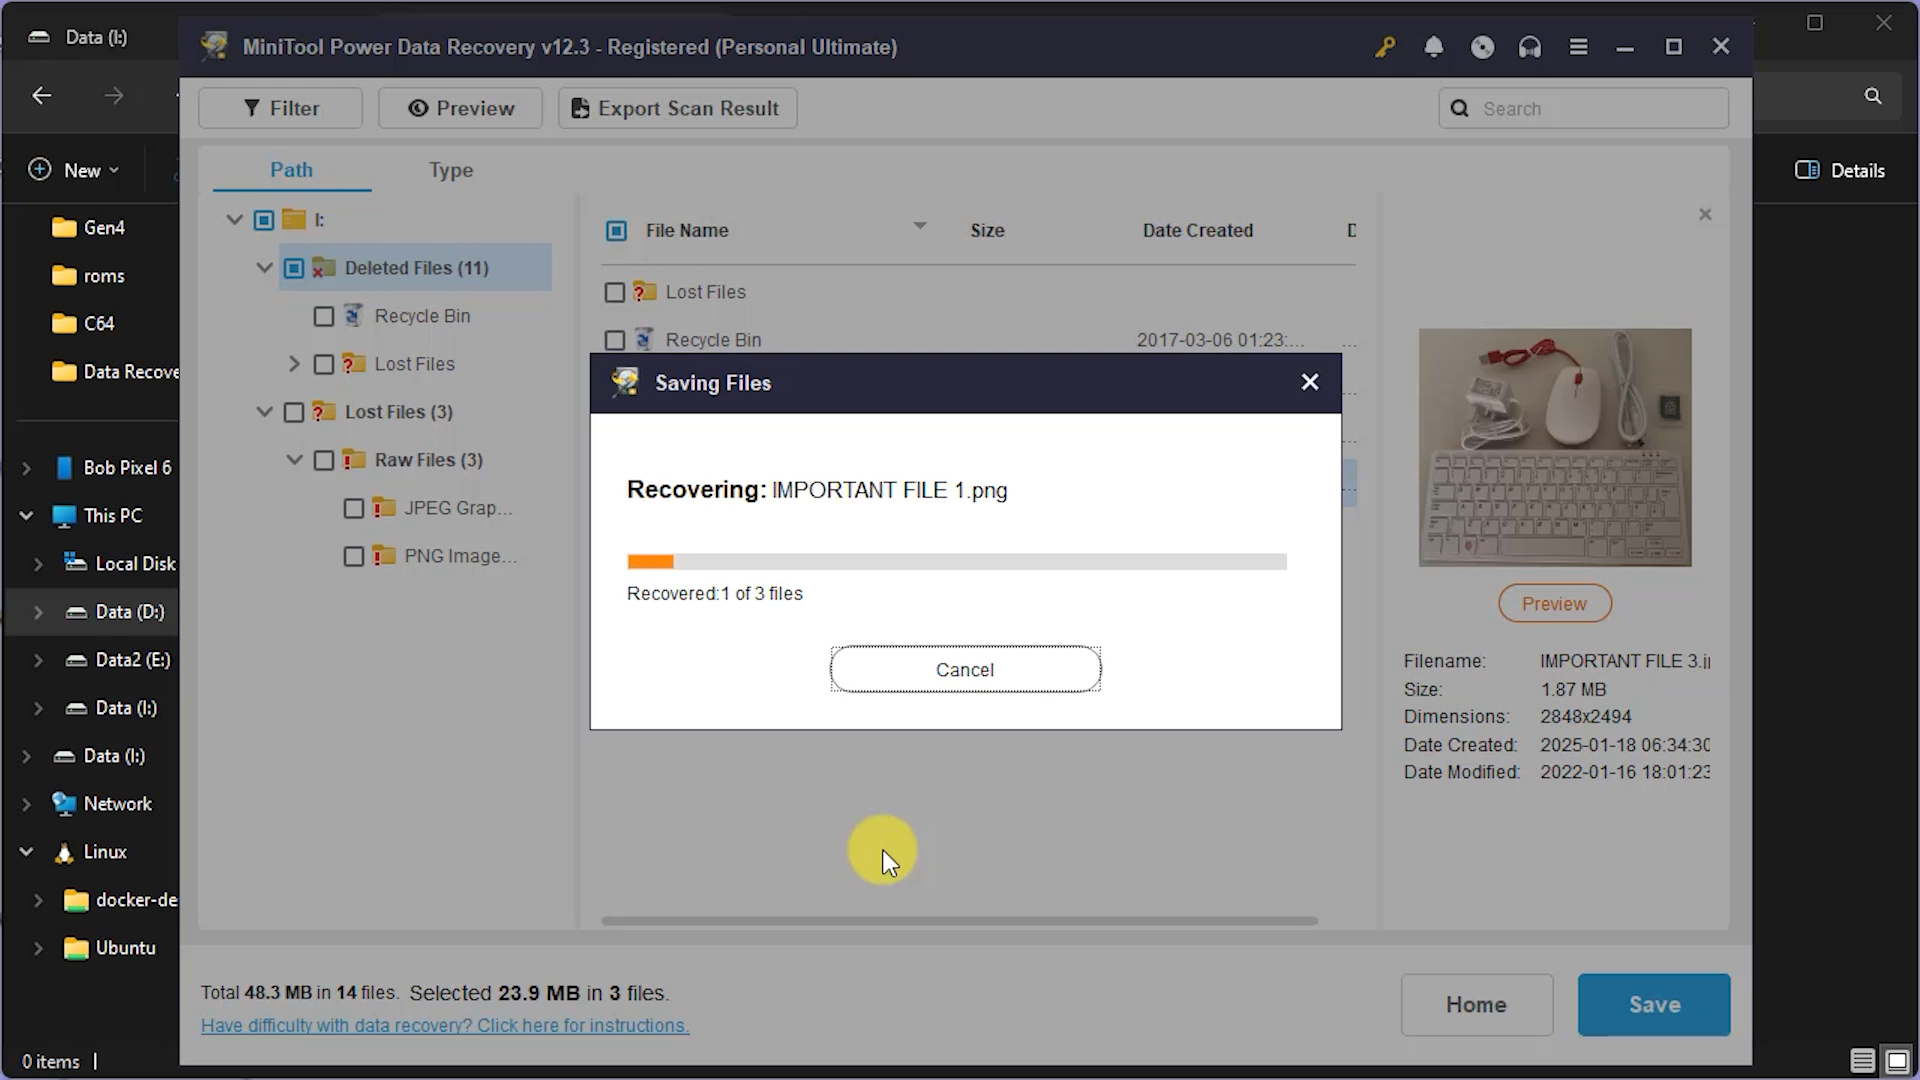 Data (I:)
MiniTool Power Data Recovery v12.3 - Registered (Personal Ultimate)
Filter
Preview
Export Scan Result
Search
New
Details
Path
Type
Gen4
roms
C64
Data Recove
Bob Pixel 6
This PC
Local Disk
Data (D:)
Data2 (E:)
Data (I:)
Data (I:)
Network
Linux
docker-de
Ubuntu
0 items
I:
Deleted Files (11)
Recycle Bin
Lost Files
Lost Files (3)
Raw Files (3)
JPEG Grap...
PNG Image...
File Name
Size
Date Created
D
Lost Files
Recycle Bin
2017-03-06 01:23:...
...
Saving Files
Recovering: IMPORTANT FILE 1.png
Recovered:1 of 3 files
Cancel
Preview
Filename: IMPORTANT FILE 3.j
Size: 1.87 MB
Dimensions: 2848x2494
Date Created: 2025-01-18 06:34:30
Date Modified: 2022-01-16 18:01:23
Total 48.3 MB in 14 files. Selected 23.9 MB in 3 files.
Have difficulty with data recovery? Click here for instructions.
Home
Save